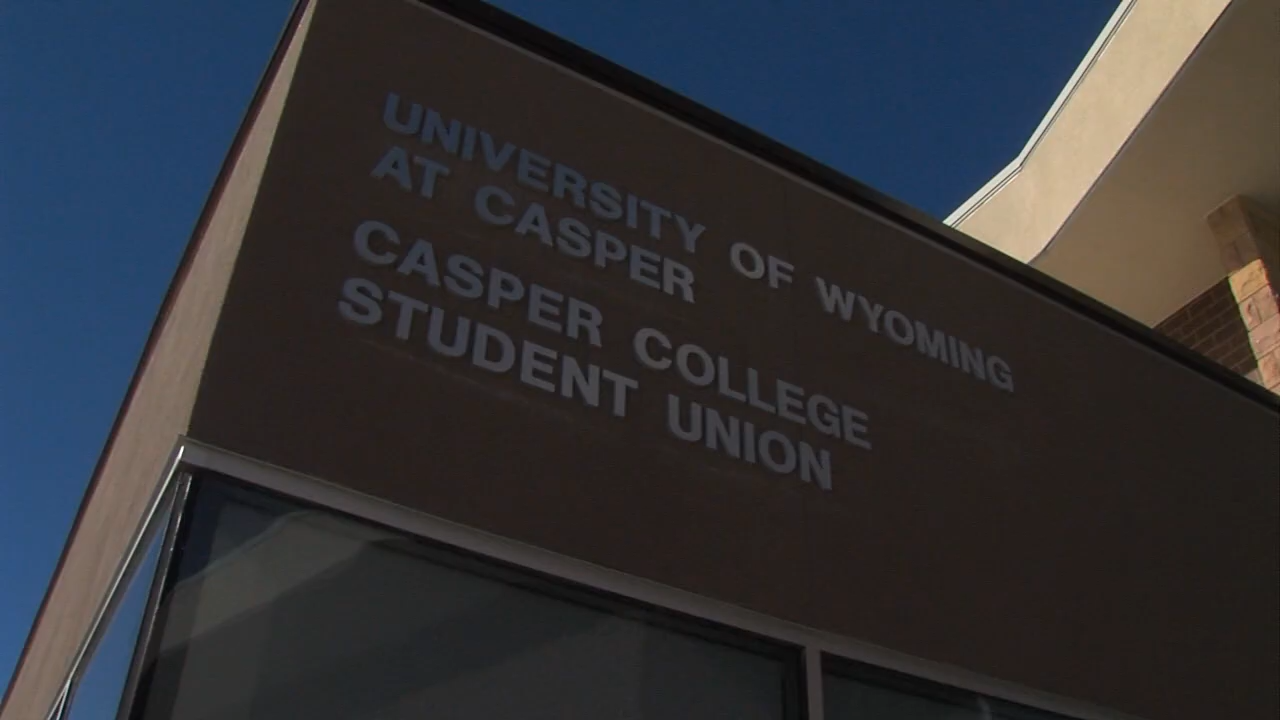 UNIVERSITY OF WYOMING
AT CASPER
CASPER COLLEGE
STUDENT UNION